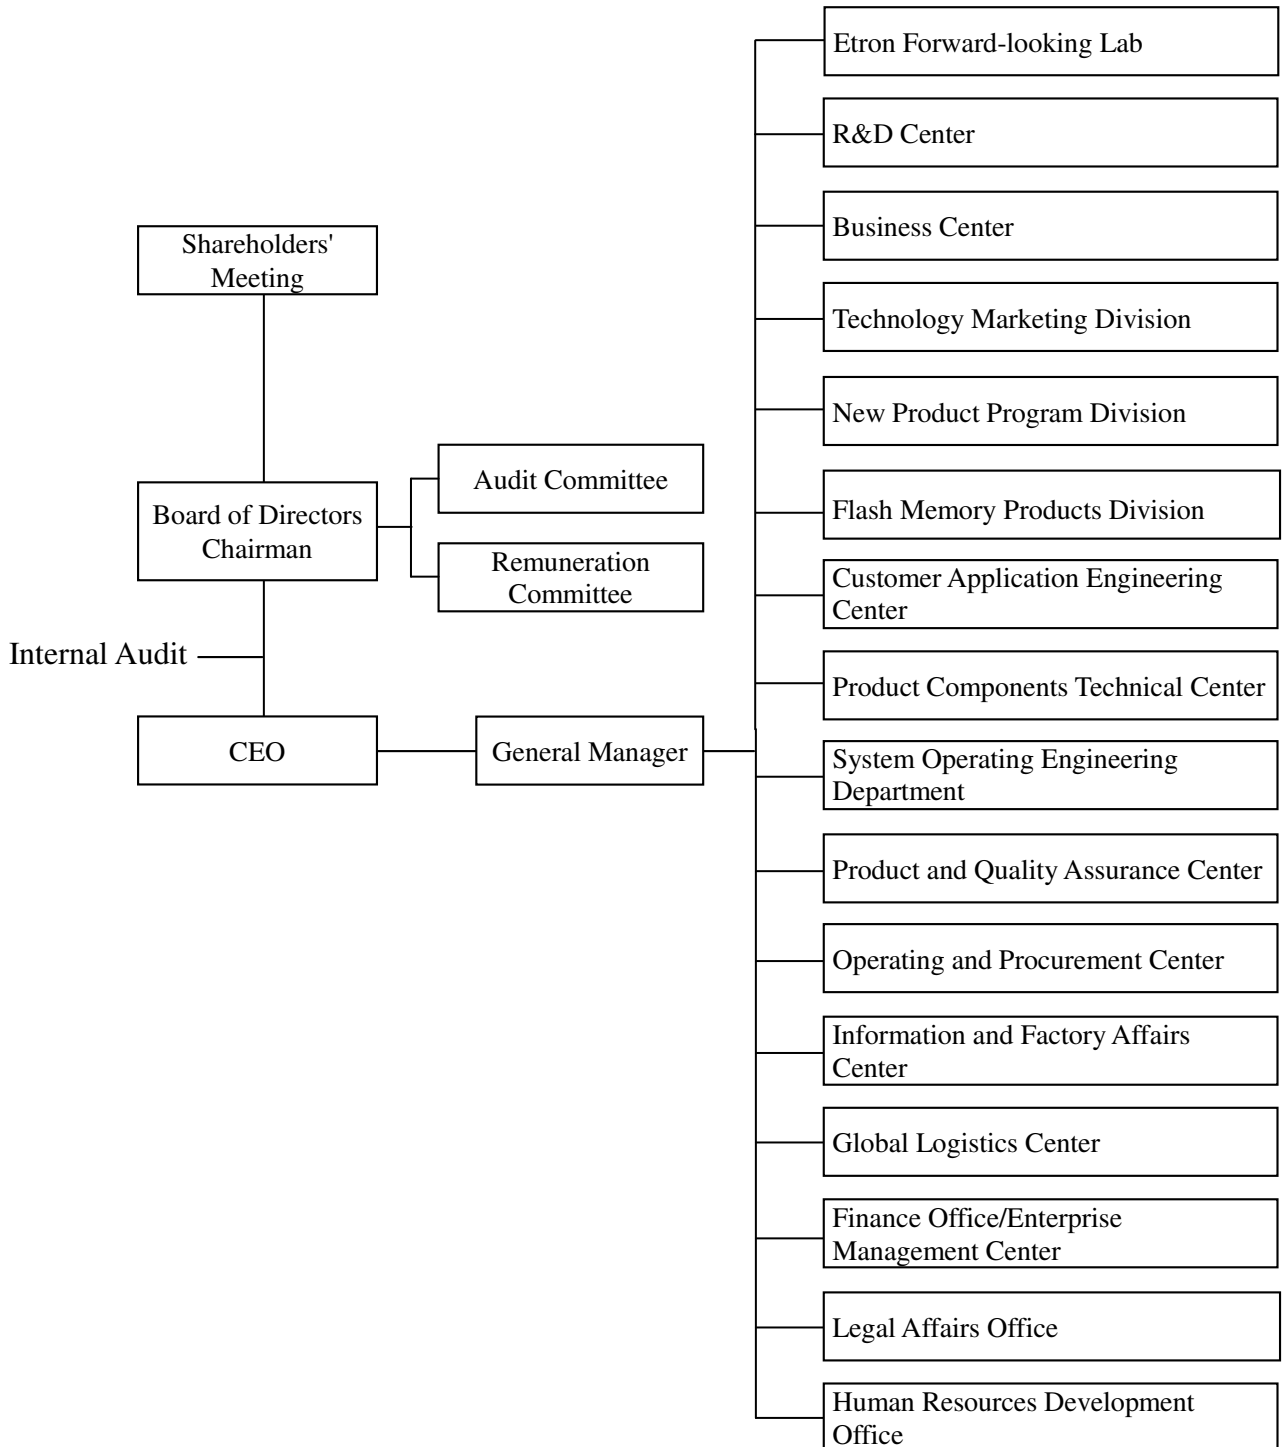 Shareholders'
Meeting
Board of Directors
Chairman
Audit Committee
Remuneration
Committee
Internal Audit
CEO
General Manager
Etron Forward-looking Lab
R&D Center
Business Center
Technology Marketing Division
New Product Program Division
Flash Memory Products Division
Customer Application Engineering
Center
Product Components Technical Center
System Operating Engineering
Department
Product and Quality Assurance Center
Operating and Procurement Center
Information and Factory Affairs
Center
Global Logistics Center
Finance Office/Enterprise
Management Center
Legal Affairs Office
Human Resources Development
Office